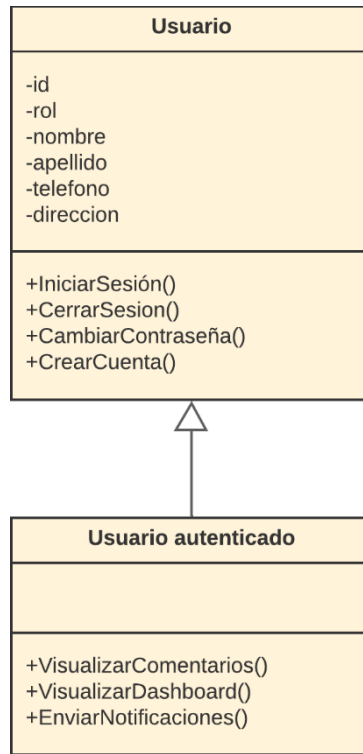 Usuario
-id
-rol
-nombre
-apellido
-telefono
-direccion
+IniciarSesión()
+CerrarSesion()
+CambiarContraseña()
+CrearCuenta()
Usuario autenticado
+VisualizarComentarios()
+VisualizarDashboard()
+EnviarNotificaciones()